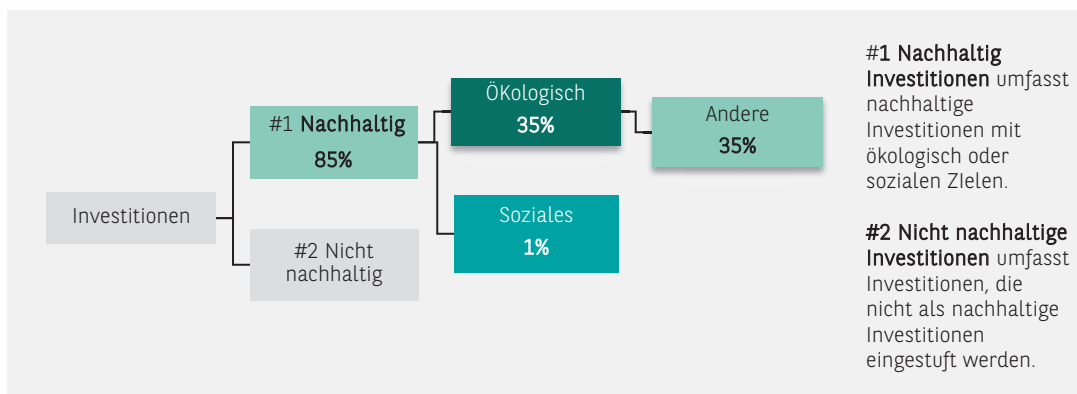 Investitionen
#1 Nachhaltig
85%
#2 Nicht
nachhaltig
ÖKologisch
35%
Soziales
1%
Andere
35%
#1 Nachhaltig
Investitionen umfasst
nachhaltige
Investitionen mit
ökologisch oder
sozialen ZIelen.
#2 Nicht nachhaltige
Investitionen umfasst
Investitionen, die
nicht als nachhaltige
Investitionen
eingestuft werden.